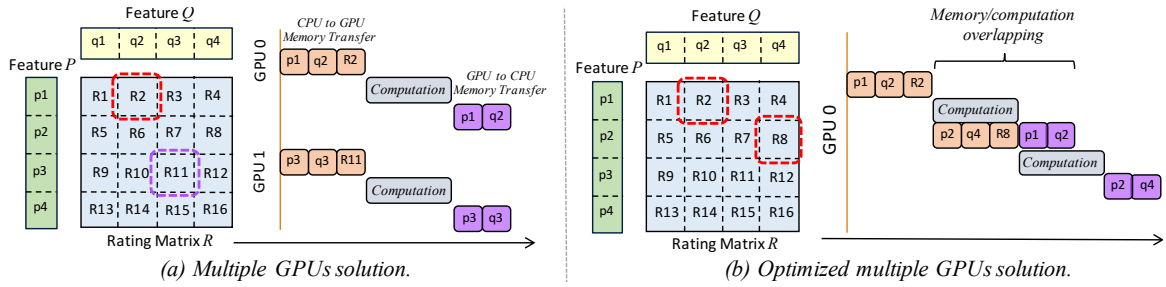 Feature Q
q1 q2 q3 q4
Feature P
p1
p2
p3
p4
R1 R2 R3 R4
R5 R6 R7 R8
R9 R10 R11 R12
R13 R14 R15 R16
Rating Matrix R
CPU to GPU
Memory Transfer
GPU 0
p1 q2 R2
Computation
GPU to CPU
Memory Transfer
p1 q2
GPU 1
p3 q3 R11
Computation
p3 q3
(a) Multiple GPUs solution.
Feature Q
q1 q2 q3 q4
Feature P
p1
p2
p3
p4
R1 R2 R3 R4
R5 R6 R7 R8
R9 R10 R11 R12
R13 R14 R15 R16
Rating Matrix R
Memory/computation
overlapping
GPU 0
p1 q2 R2
Computation
p2 q4 R8 p1 q2
Computation
p2 q4
(b) Optimized multiple GPUs solution.